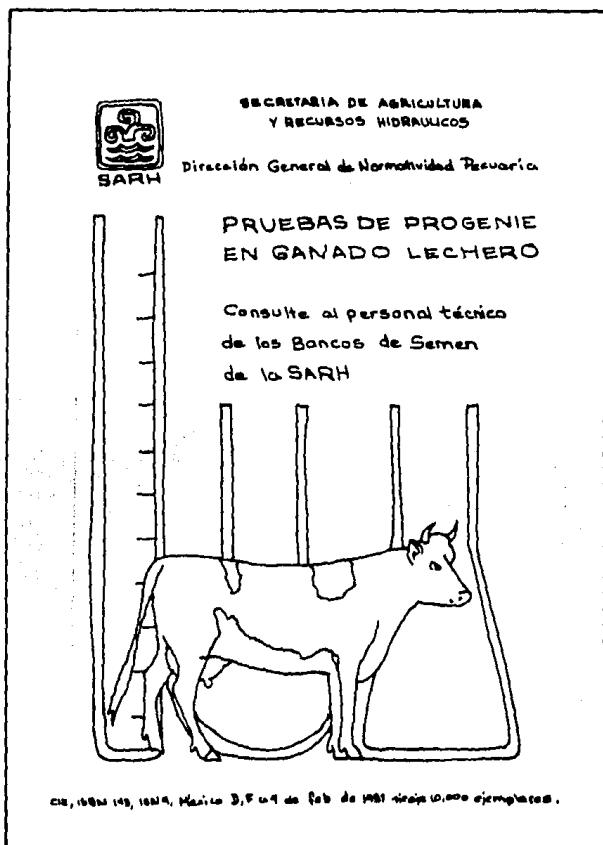 SECRETARIA DE AGRICULTURA
Y RECURSOS HIDRAULICOS
SARH
Dirección General de Normatividad Pecuaria
PRUEBAS DE PROGENIE
EN GANADO LECHERO
Consulte al personal técnico
de los Bancos de Semen
de la SARH
México D,F a 9 de feb de 1981 tiraje 10,000 ejemplares.